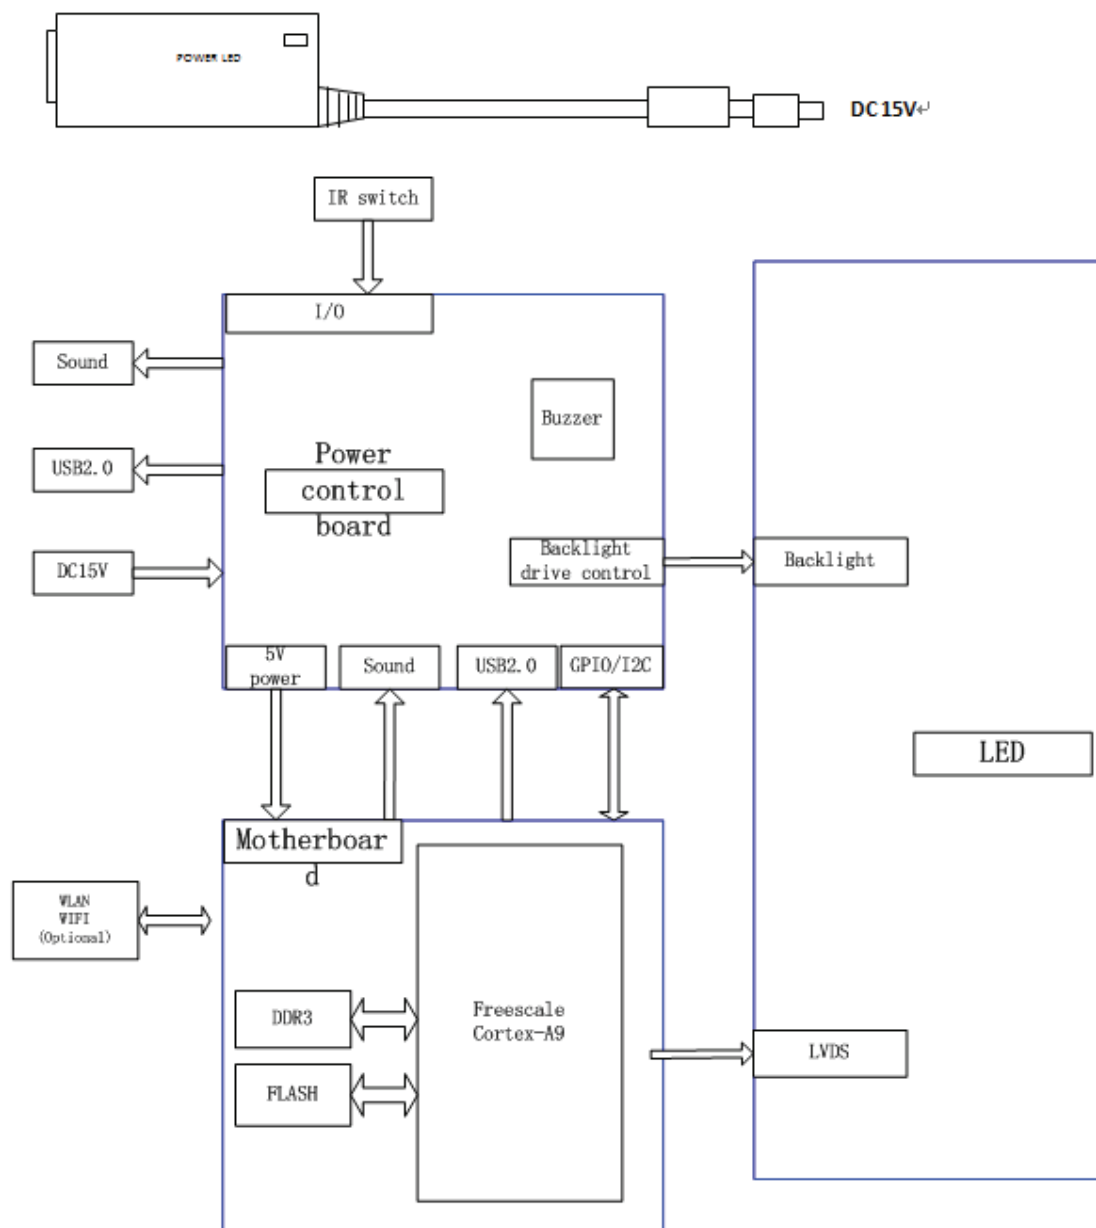 POWER LED
DC15V↵
IR switch
I/O
Sound
Buzzer
USB2.0
Power
control
board
DC15V
Backlight
drive control
Backlight
5V
power
Sound
USB2.0
GPIO/I2C
LED
Motherboar
d
WLAN
WIFI
(Optional)
DDR3
Freescale
Cortex-A9
LVDS
FLASH